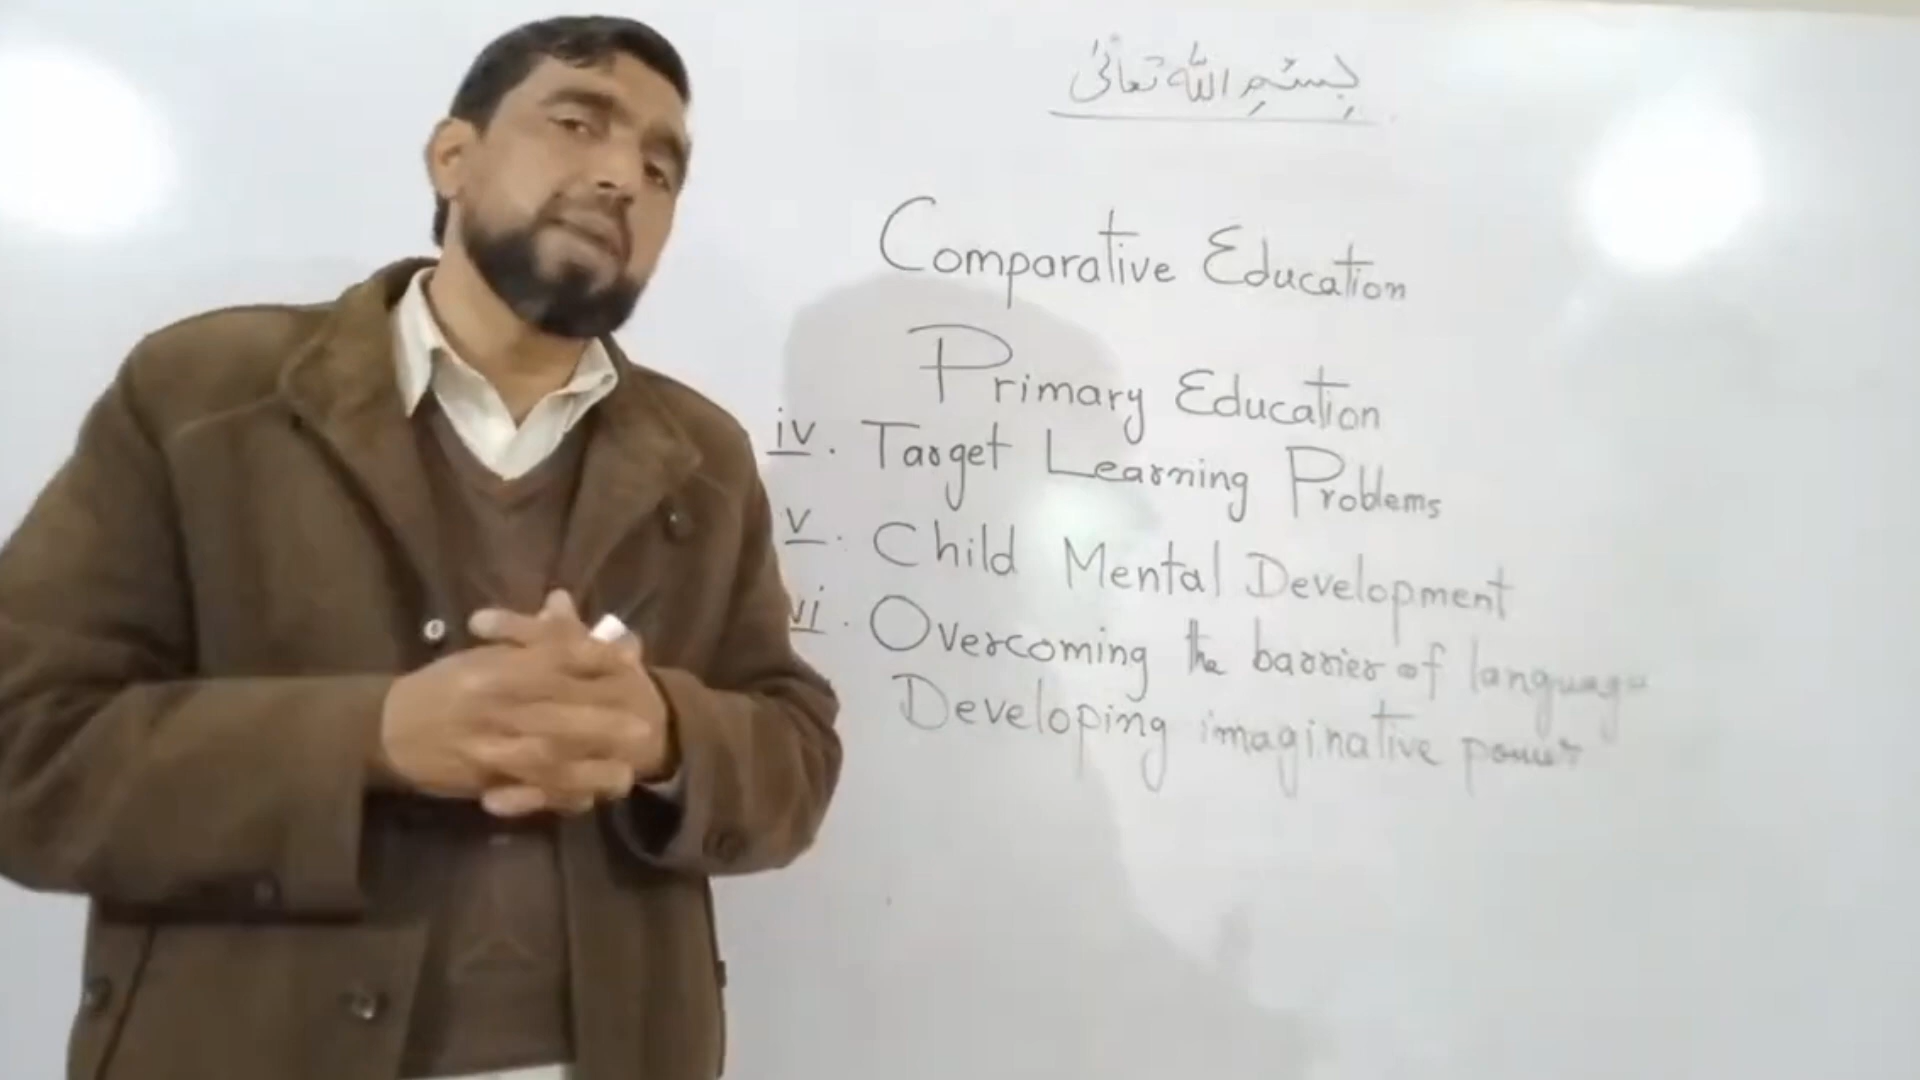 بسم اللہ تعالیٰ
Comparative Education
Primary Education
iv. Target Learning Problems
v. Child Mental Development
vi. Overcoming the barrier of language
Developing imaginative power